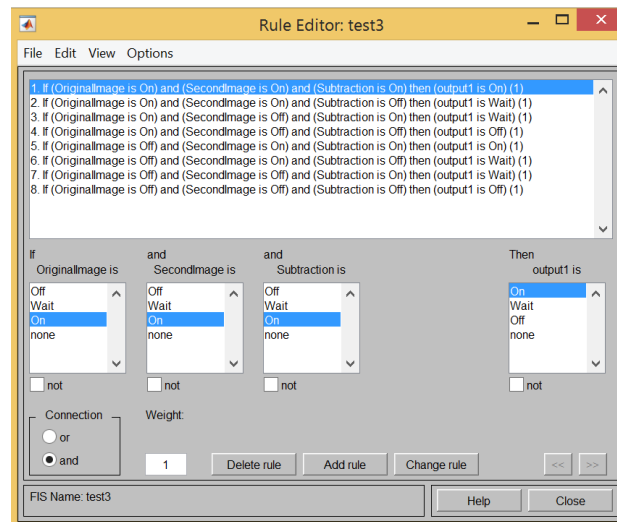 Rule Editor: test3
File Edit View Options
1. If (OriginalImage is On) and (SecondImage is On) and (Subtraction is On) then (output1 is On) (1)
2. If (OriginalImage is On) and (SecondImage is On) and (Subtraction is Off) then (output1 is Wait) (1)
3. If (OriginalImage is On) and (SecondImage is Off) and (Subtraction is On) then (output1 is Wait) (1)
4. If (OriginalImage is On) and (SecondImage is Off) and (Subtraction is Off) then (output1 is Off) (1)
5. If (OriginalImage is Off) and (SecondImage is On) and (Subtraction is On) then (output1 is On) (1)
6. If (OriginalImage is Off) and (SecondImage is On) and (Subtraction is Off) then (output1 is Wait) (1)
7. If (OriginalImage is Off) and (SecondImage is Off) and (Subtraction is On) then (output1 is Wait) (1)
8. If (OriginalImage is Off) and (SecondImage is Off) and (Subtraction is Off) then (output1 is Off) (1)
If and and Then
OriginalImage is SecondImage is Subtraction is output1 is
Off Off Off On
Wait Wait Wait Wait
On On On Off
none none none none
not not not not
Connection Weight:
or
and 1 Delete rule Add rule Change rule << >>
FIS Name: test3 Help Close